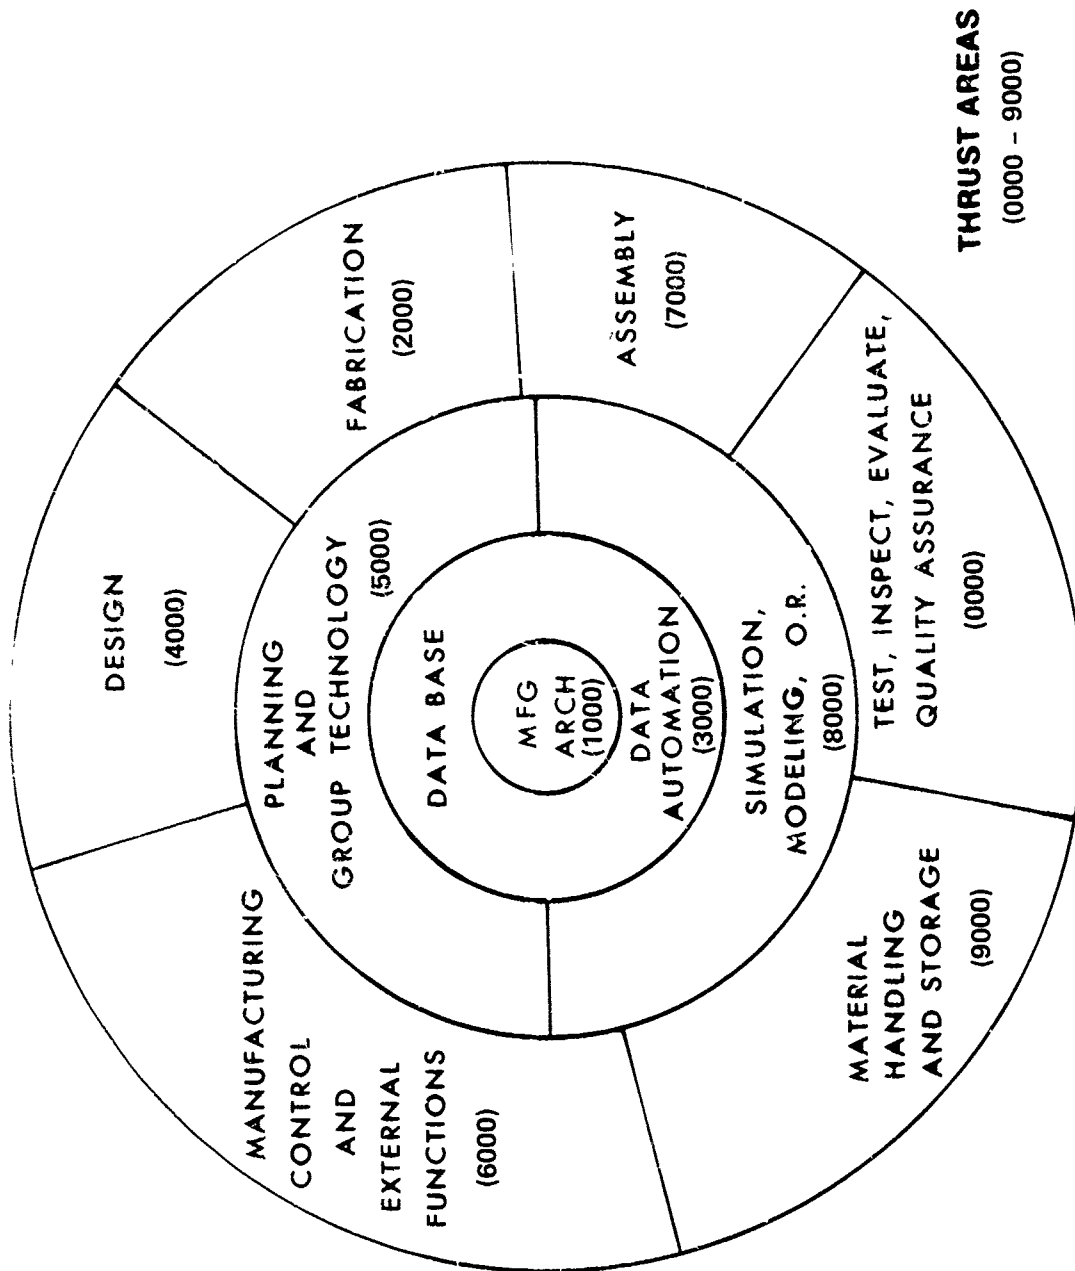 DESIGN
(4000)
FABRICATION
(2000)
ASSEMBLY
(7000)
TEST, INSPECT, EVALUATE,
QUALITY ASSURANCE
(0000)
MATERIAL
HANDLING
AND STORAGE
(9000)
MANUFACTURING
CONTROL
AND
EXTERNAL
FUNCTIONS
(6000)
PLANNING
AND
GROUP TECHNOLOGY
(5000)
SIMULATION,
MODELING, O.R.
(8000)
DATA BASE
DATA
AUTOMATION
(3000)
MFG
ARCH
(1000)
THRUST AREAS
(0000 - 9000)